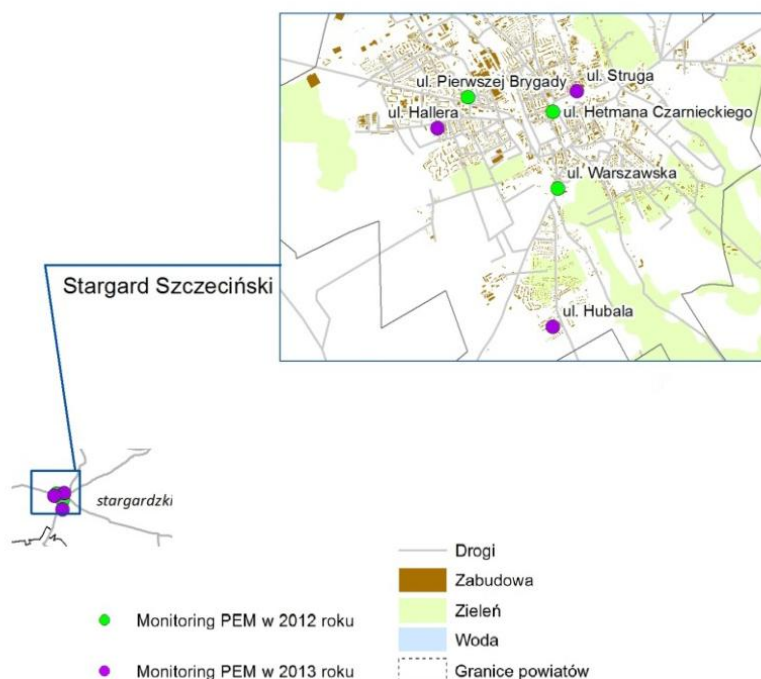 ul. Pierwszej Brygady
ul. Struga
ul. Hallera
ul. Hetmana Czarnieckiego
ul. Warszawska
Stargard Szczeciński
ul. Hubala
stargardzki
Drogi
Zabudowa
Zieleń
Woda
Granice powiatów
Monitoring PEM w 2012 roku
Monitoring PEM w 2013 roku